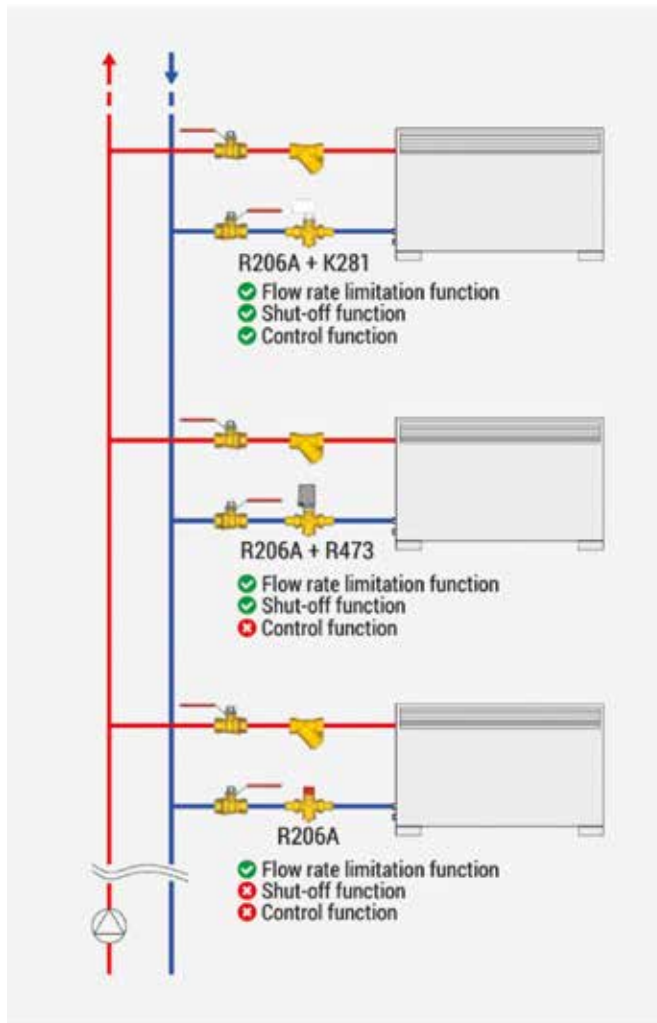 R206A + K281
Flow rate limitation function
Shut-off function
Control function
R206A + R473
Flow rate limitation function
Shut-off function
Control function
R206A
Flow rate limitation function
Shut-off function
Control function